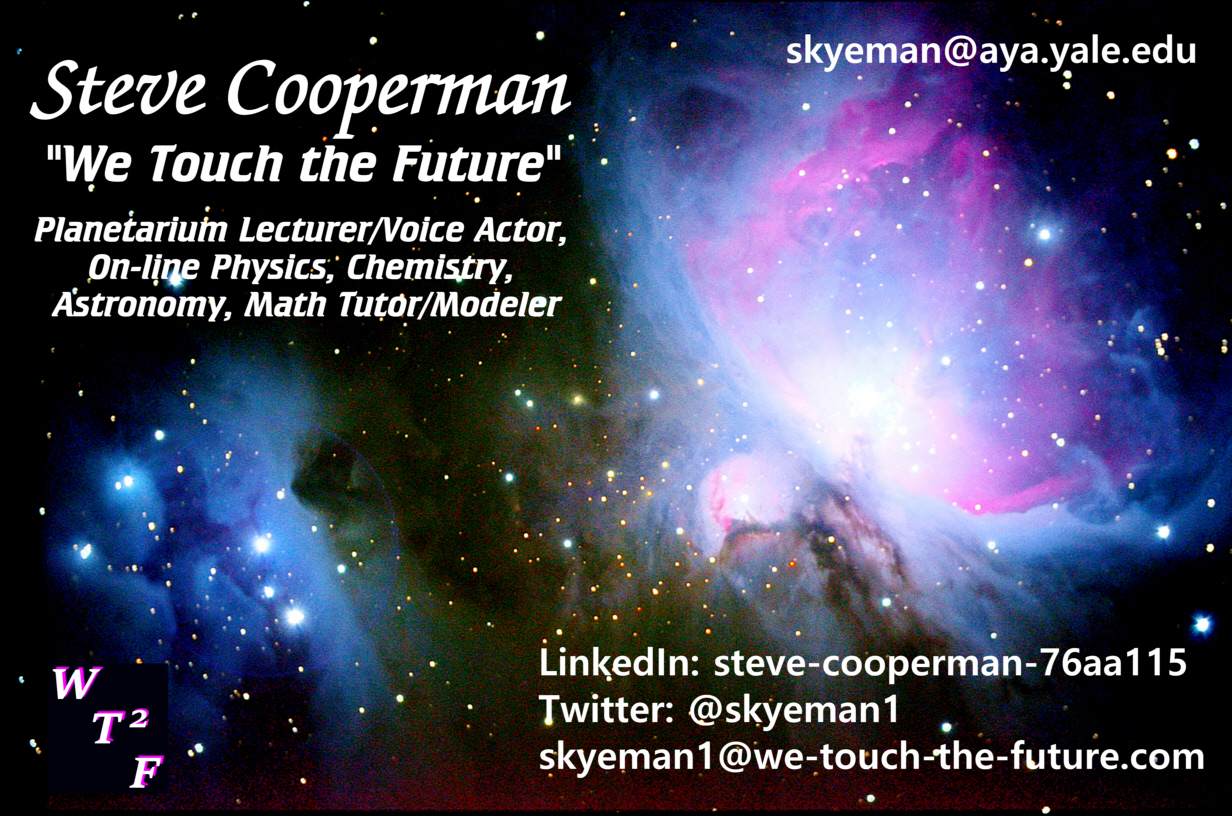 skyeman@aya.yale.edu
Steve Cooperman
"We Touch the Future"
Planetarium Lecturer/Voice Actor,
On-line Physics, Chemistry,
Astronomy, Math Tutor/Modeler
LinkedIn: steve-cooperman-76aa115
Twitter: @skyeman1
skyeman1@we-touch-the-future.com
W
T²
F